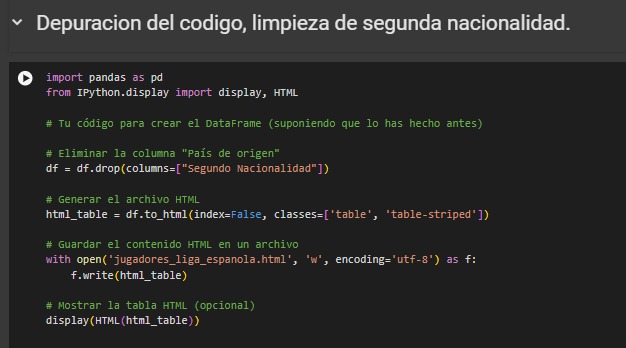 Depuracion del codigo, limpieza de segunda nacionalidad.
import pandas as pd
from IPython.display import display, HTML
# Tu código para crear el DataFrame (suponiendo que lo has hecho antes)
# Eliminar la columna "País de origen"
df = df.drop(columns=["Segundo Nacionalidad"])
# Generar el archivo HTML
html_table = df.to_html(index=False, classes=['table', 'table-striped'])
# Guardar el contenido HTML en un archivo
with open('jugadores_liga_espanola.html', 'w', encoding='utf-8') as f:
    f.write(html_table)
# Mostrar la tabla HTML (opcional)
display(HTML(html_table))